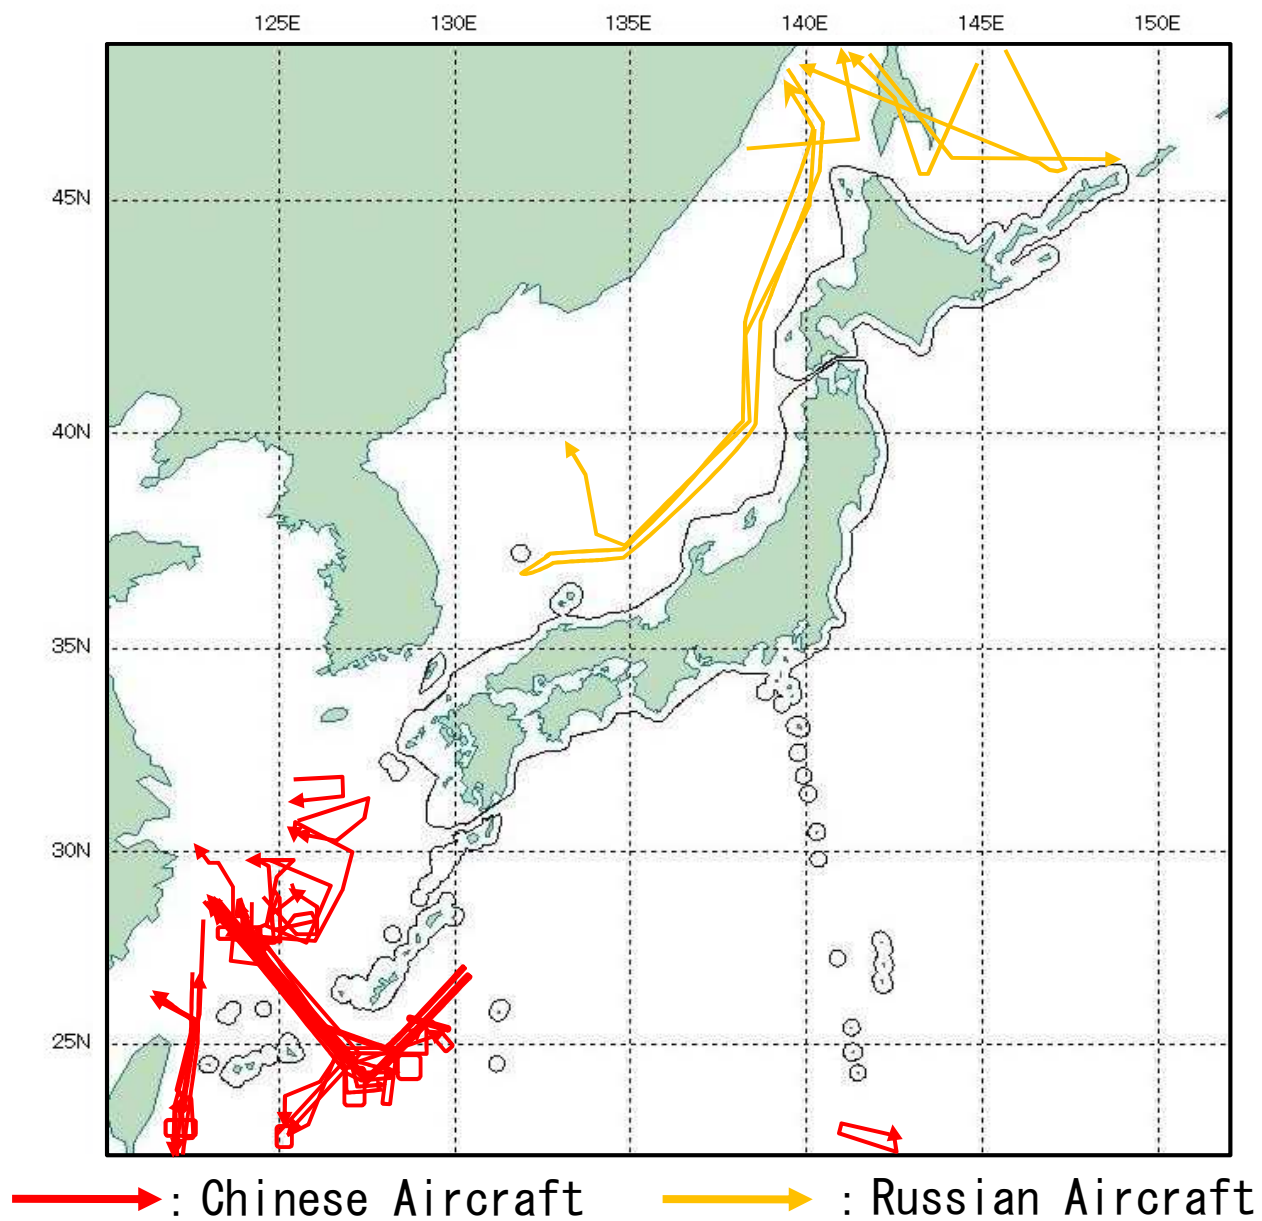 125E 130E 135E 140E 145E 150E
45N
40N
35N
30N
25N
: Chinese Aircraft : Russian Aircraft